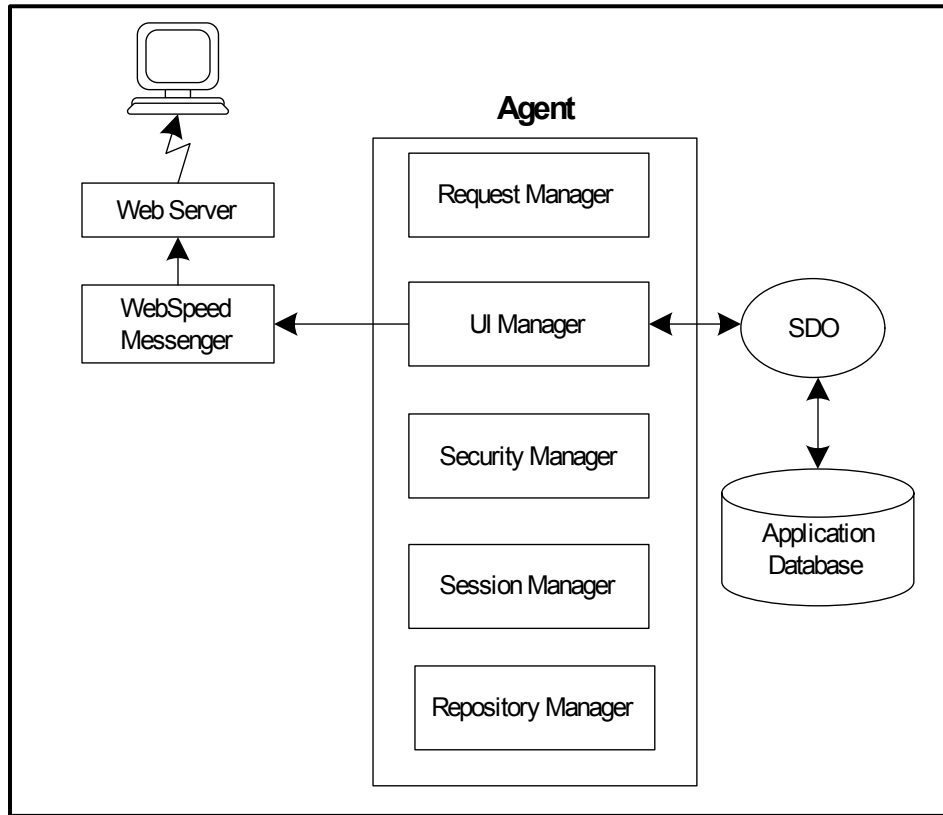 Agent
Request Manager
Web Server
WebSpeed
Messenger
UI Manager
SDO
Security Manager
Application
Database
Session Manager
Repository Manager